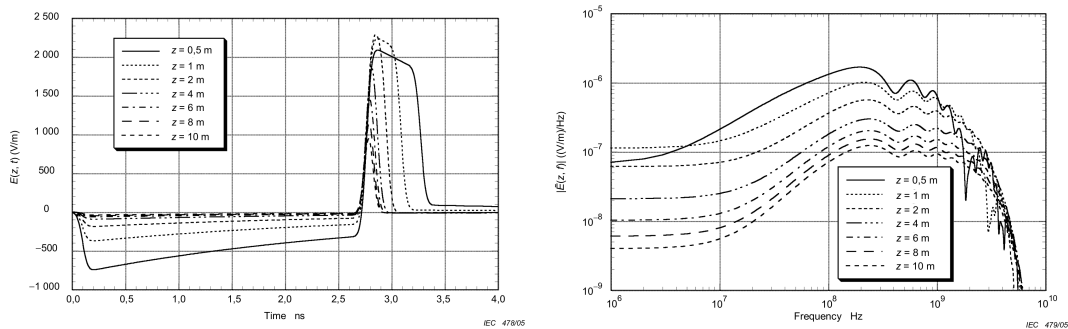 2 500
2 000
1 500
1 000
500
0
−500
−1 000
E(z, t) (V/m)
z = 0,5 m
z = 1 m
z = 2 m
z = 4 m
z = 6 m
z = 8 m
z = 10 m
0,0 0,5 1,0 1,5 2,0 2,5 3,0 3,5 4,0
Time ns
IEC 478/05
10⁻⁵
10⁻⁶
10⁻⁷
10⁻⁸
10⁻⁹
|Ẽ(z, f)| ((V/m)/Hz)
z = 0,5 m
z = 1 m
z = 2 m
z = 4 m
z = 6 m
z = 8 m
z = 10 m
10⁶ 10⁷ 10⁸ 10⁹ 10¹⁰
Frequency Hz
IEC 479/05